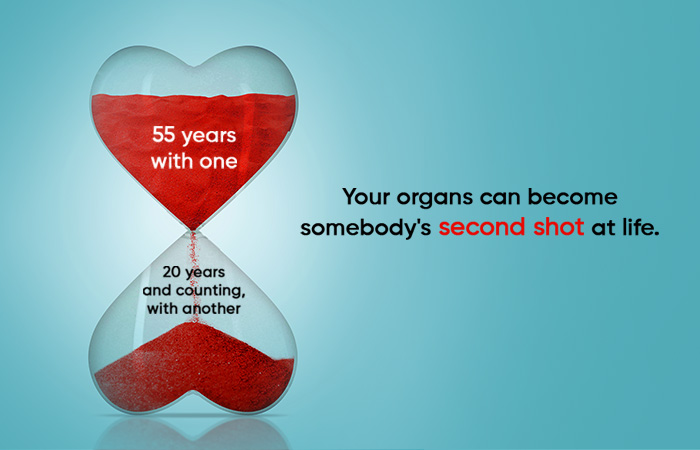 55 years
with one
20 years
and counting,
with another
Your organs can become
somebody's second shot at life.